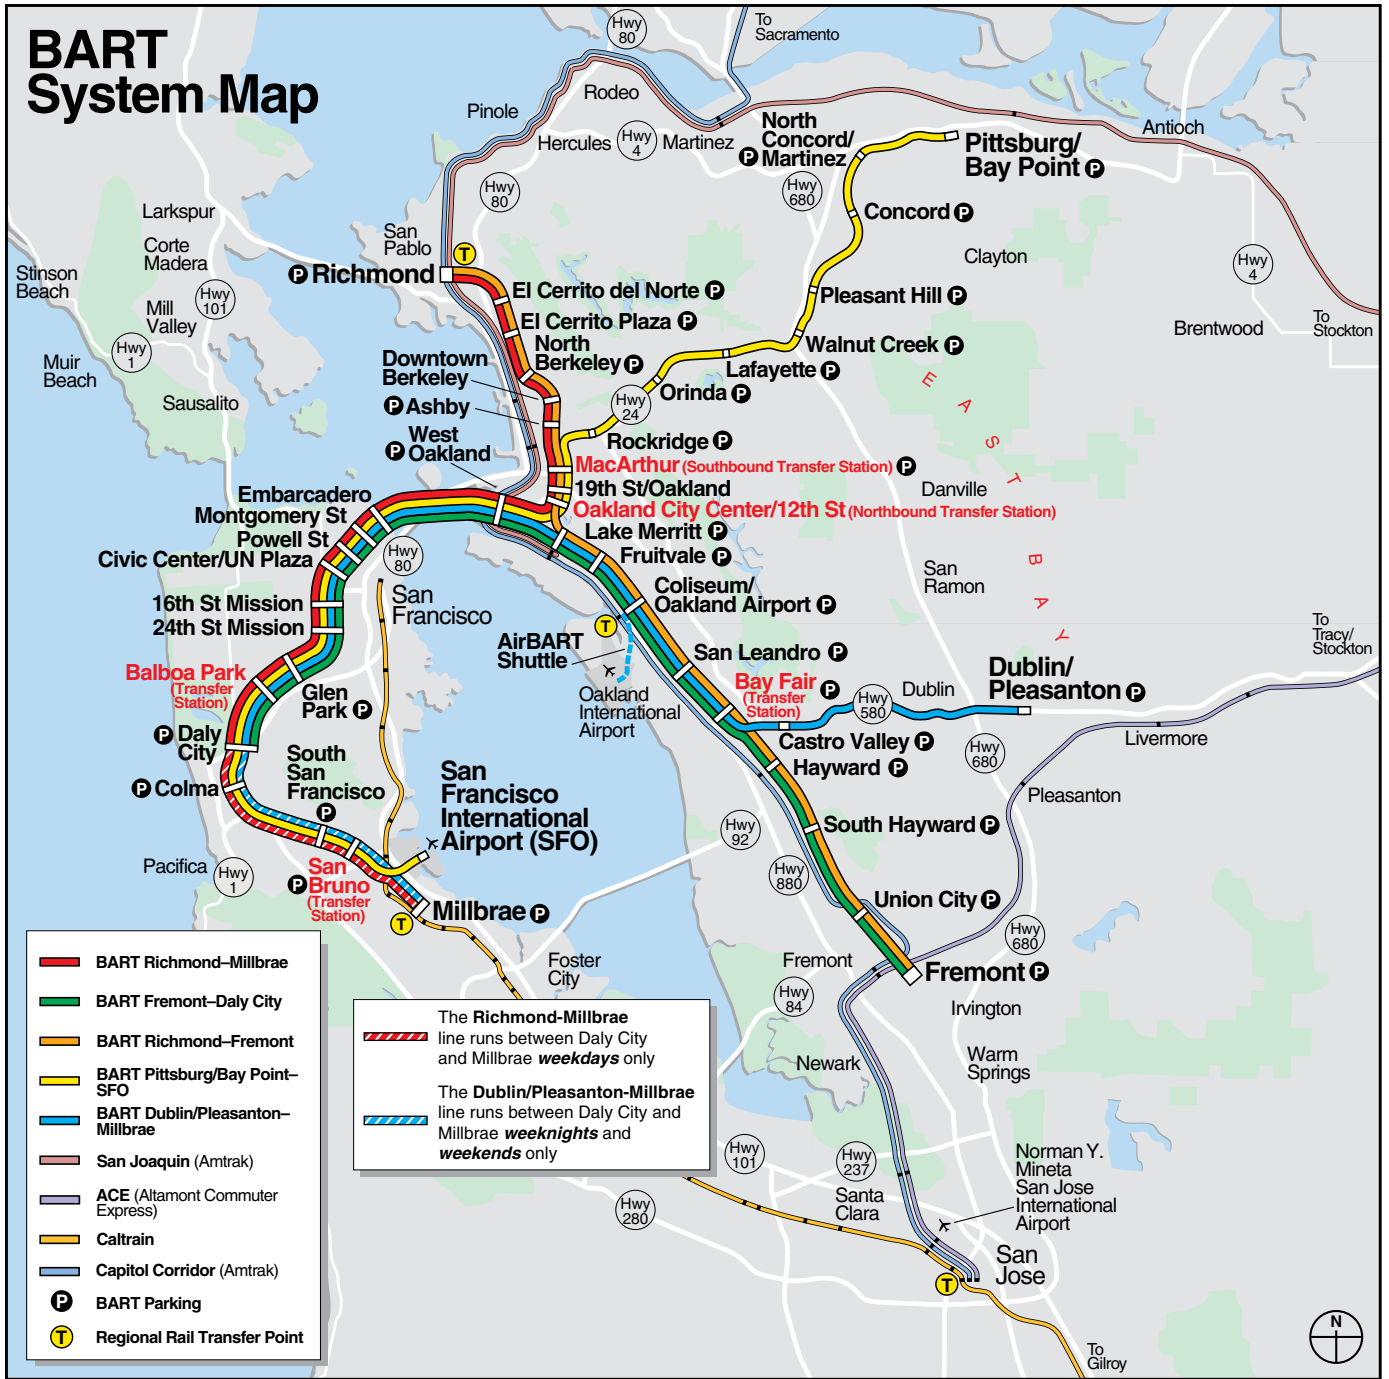 BART
System Map
To
Sacramento
Hwy
80
Rodeo
Pinole
Hercules
Hwy
4
Martinez
North
Concord/
Martinez P
Pittsburg/
Bay Point P
Antioch
Hwy
80
Hwy
680
Concord P
Clayton
Hwy
4
Larkspur
Corte
Madera
San
Pablo
T
P Richmond
Stinson
Beach
Hwy
101
Mill
Valley
Hwy
1
Muir
Beach
Sausalito
El Cerrito del Norte P
El Cerrito Plaza P
North
Berkeley P
Downtown
Berkeley
P Ashby
P West
Oakland
Pleasant Hill P
Walnut Creek P
Lafayette P
Orinda P
Hwy
24
Rockridge P
Brentwood
To
Stockton
EAST BAY
MacArthur (Southbound Transfer Station) P
19th St/Oakland
Oakland City Center/12th St (Northbound Transfer Station)
Danville
Lake Merritt P
Fruitvale P
San
Ramon
Coliseum/
Oakland Airport P
Embarcadero
Montgomery St
Powell St
Civic Center/UN Plaza
Hwy
80
16th St Mission
24th St Mission
San
Francisco
T
AirBART
Shuttle
Oakland
International
Airport
San Leandro P
Bay Fair
(Transfer
Station)
P
Hwy
580
Dublin
Dublin/
Pleasanton P
To
Tracy/
Stockton
Balboa Park
(Transfer
Station)
Glen
Park P
P Daly
City
P Colma
South
San
Francisco
P
San
Francisco
International
Airport (SFO)
Castro Valley P
Hayward P
Hwy
680
Livermore
Pleasanton
South Hayward P
Hwy
92
Hwy
880
Pacifica
Hwy
1
P San
Bruno
(Transfer
Station)
T
Millbrae P
Union City P
Hwy
680
Foster
City
Fremont
Fremont P
Hwy
84
Irvington
Newark
Warm
Springs
BART Richmond–Millbrae
BART Fremont–Daly City
BART Richmond–Fremont
BART Pittsburg/Bay Point–
SFO
BART Dublin/Pleasanton–
Millbrae
San Joaquin (Amtrak)
ACE (Altamont Commuter
Express)
Caltrain
Capitol Corridor (Amtrak)
P BART Parking
T Regional Rail Transfer Point
The Richmond-Millbrae
line runs between Daly City
and Millbrae weekdays only
The Dublin/Pleasanton-Millbrae
line runs between Daly City and
Millbrae weeknights and
weekends only
Hwy
101
Hwy
237
Hwy
280
Santa
Clara
Norman Y.
Mineta
San Jose
International
Airport
San
Jose
T
To
Gilroy
N